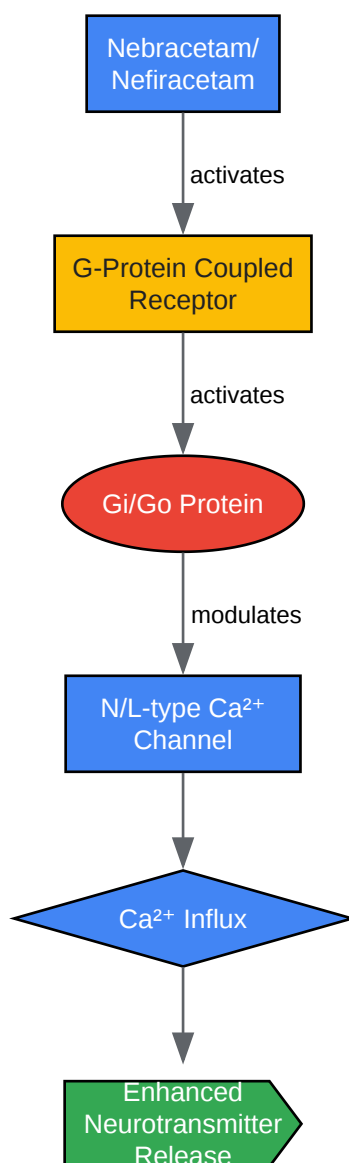 Nebracetam/
Nefiracetam
activates
G-Protein Coupled
Receptor
activates
Gi/Go Protein
modulates
N/L-type Ca²⁺
Channel
Ca²⁺ Influx
Enhanced
Neurotransmitter
Release